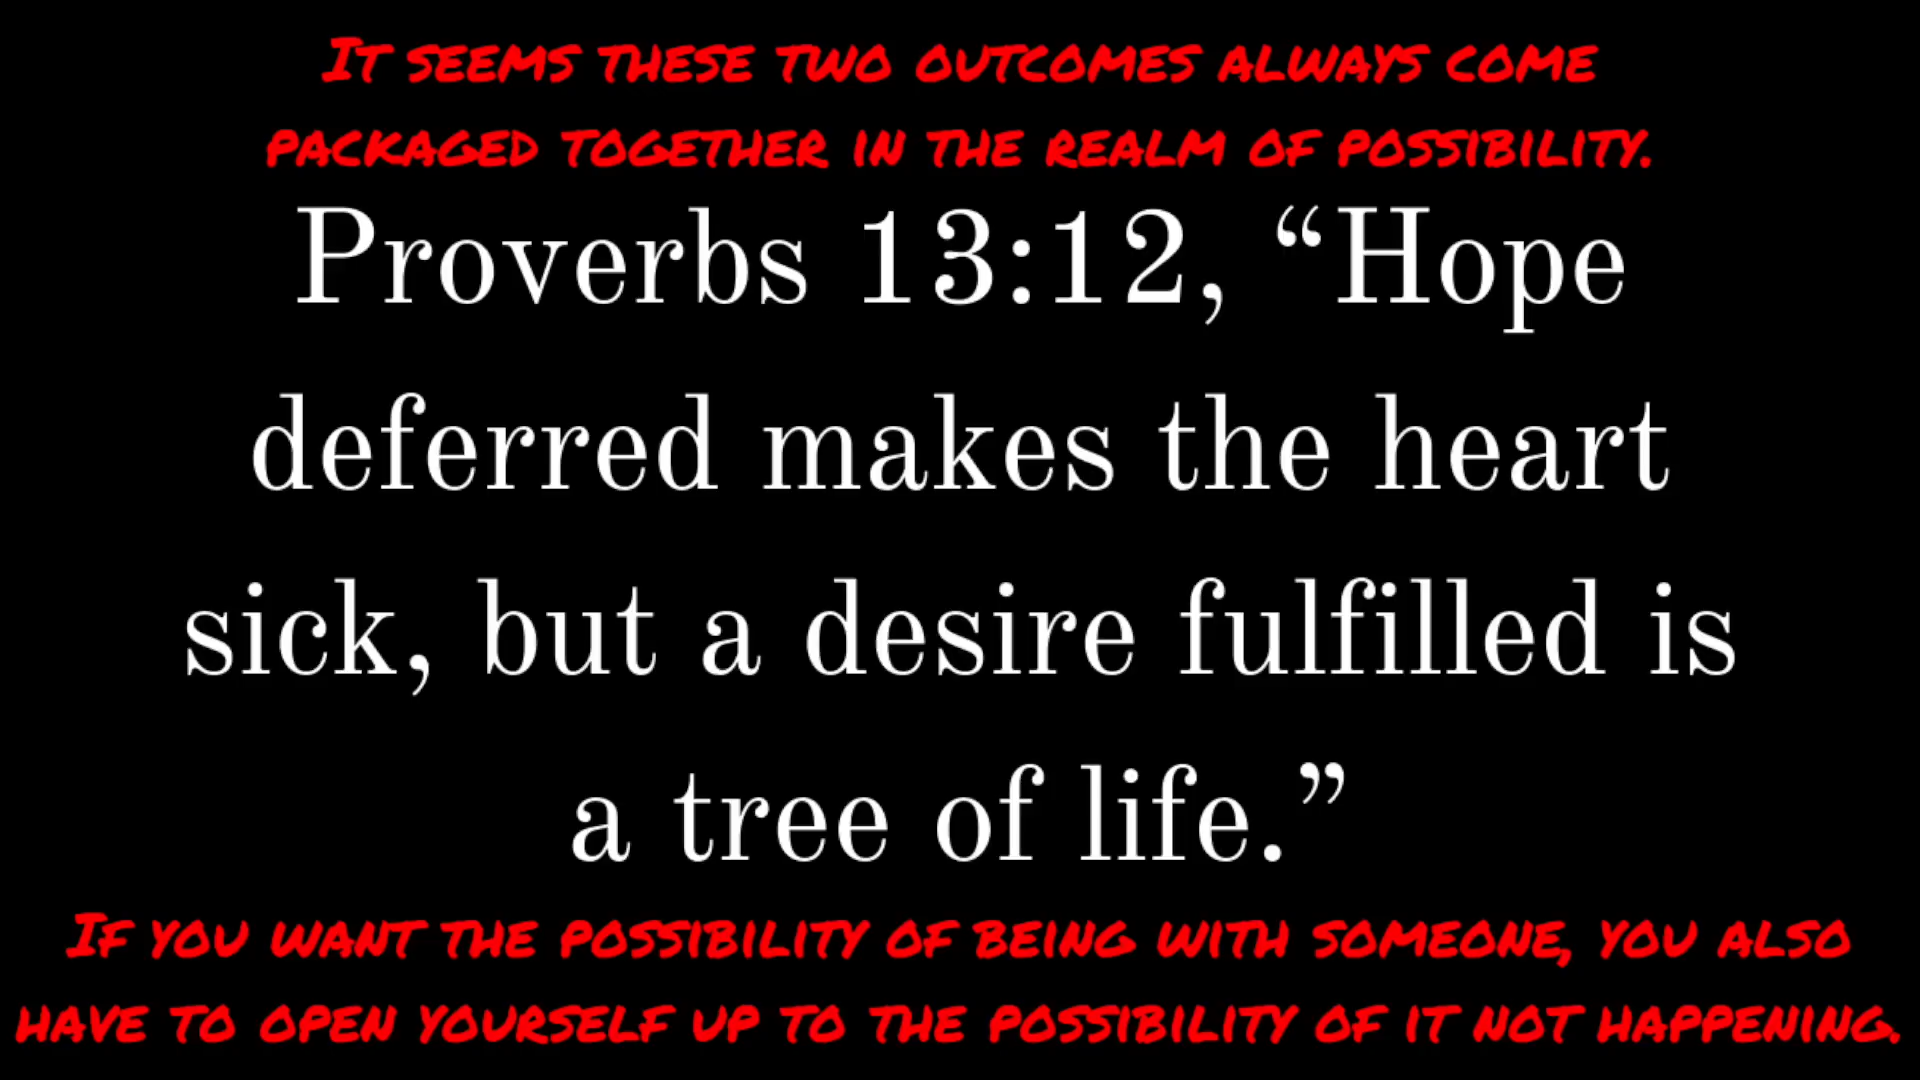 It seems these two outcomes always come
packaged together in the realm of possibility.
Proverbs 13:12, “Hope
deferred makes the heart
sick, but a desire fulfilled is
a tree of life.”
If you want the possibility of being with someone, you also
have to open yourself up to the possibility of it not happening.